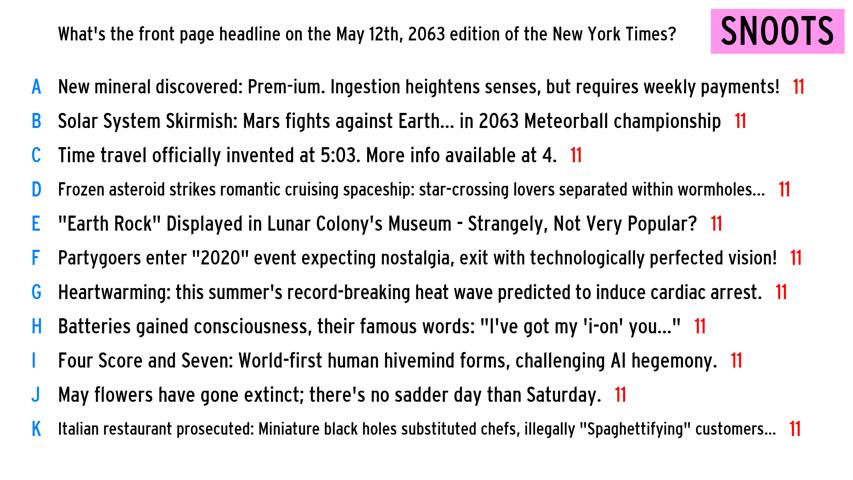 What's the front page headline on the May 12th, 2063 edition of the New York Times?
SNOOTS
A New mineral discovered: Prem-ium. Ingestion heightens senses, but requires weekly payments! 11
B Solar System Skirmish: Mars fights against Earth... in 2063 Meteorball championship 11
C Time travel officially invented at 5:03. More info available at 4. 11
D Frozen asteroid strikes romantic cruising spaceship: star-crossing lovers separated within wormholes... 11
E "Earth Rock" Displayed in Lunar Colony's Museum - Strangely, Not Very Popular? 11
F Partygoers enter "2020" event expecting nostalgia, exit with technologically perfected vision! 11
G Heartwarming: this summer's record-breaking heat wave predicted to induce cardiac arrest. 11
H Batteries gained consciousness, their famous words: "I've got my 'i-on' you..." 11
I Four Score and Seven: World-first human hivemind forms, challenging AI hegemony. 11
J May flowers have gone extinct; there's no sadder day than Saturday. 11
K Italian restaurant prosecuted: Miniature black holes substituted chefs, illegally "Spaghettifying" customers... 11